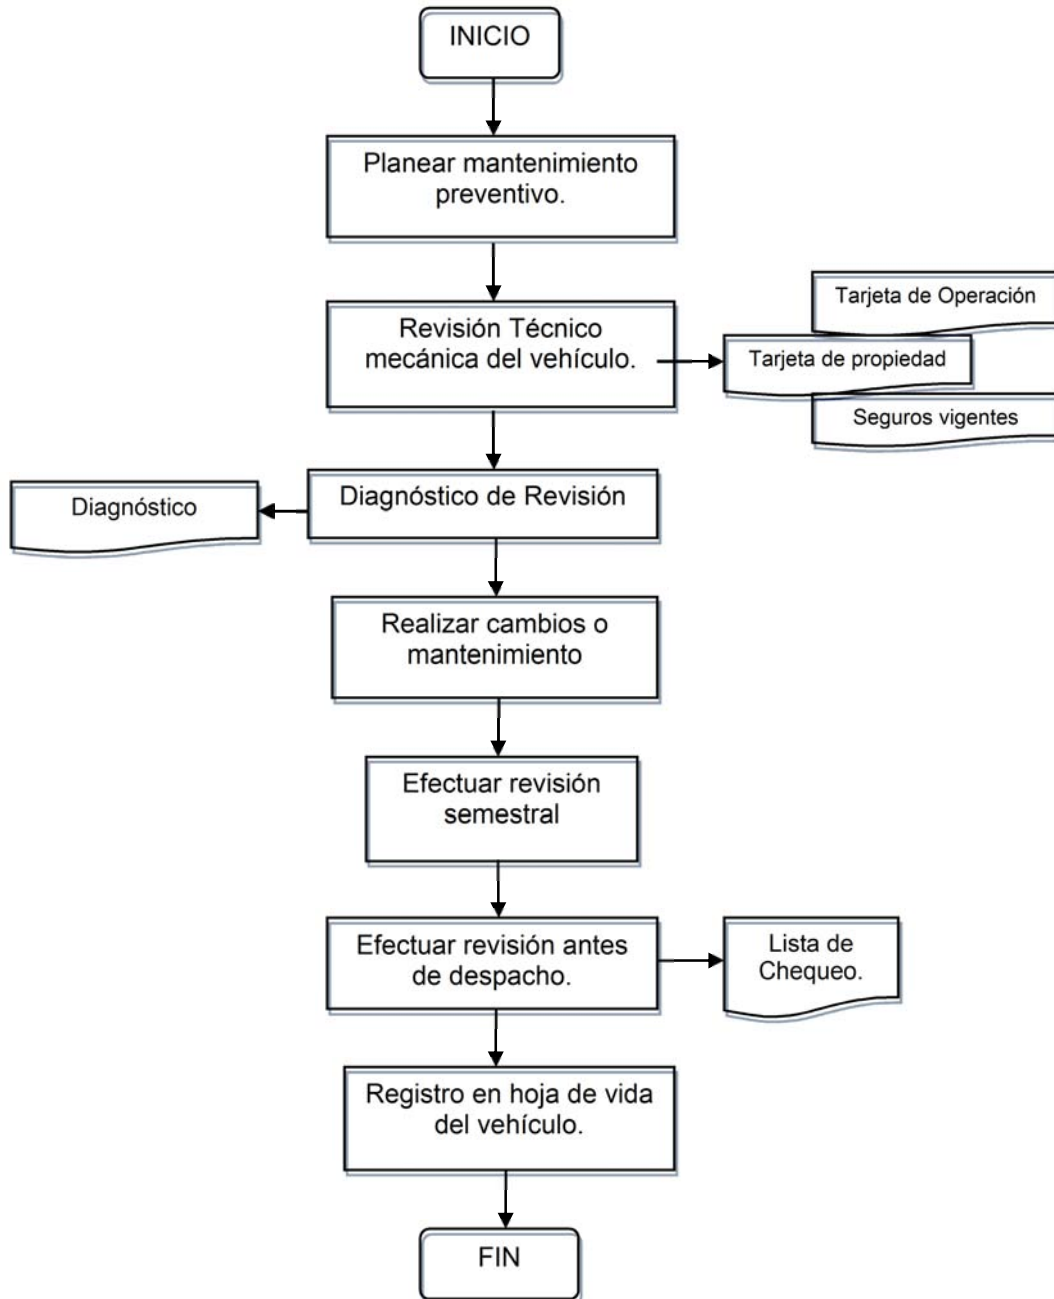 INICIO
Planear mantenimiento
preventivo.
Revisión Técnico
mecánica del vehículo.
Tarjeta de Operación
Tarjeta de propiedad
Seguros vigentes
Diagnóstico de Revisión
Diagnóstico
Realizar cambios o
mantenimiento
Efectuar revisión
semestral
Efectuar revisión antes
de despacho.
Lista de
Chequeo.
Registro en hoja de vida
del vehículo.
FIN